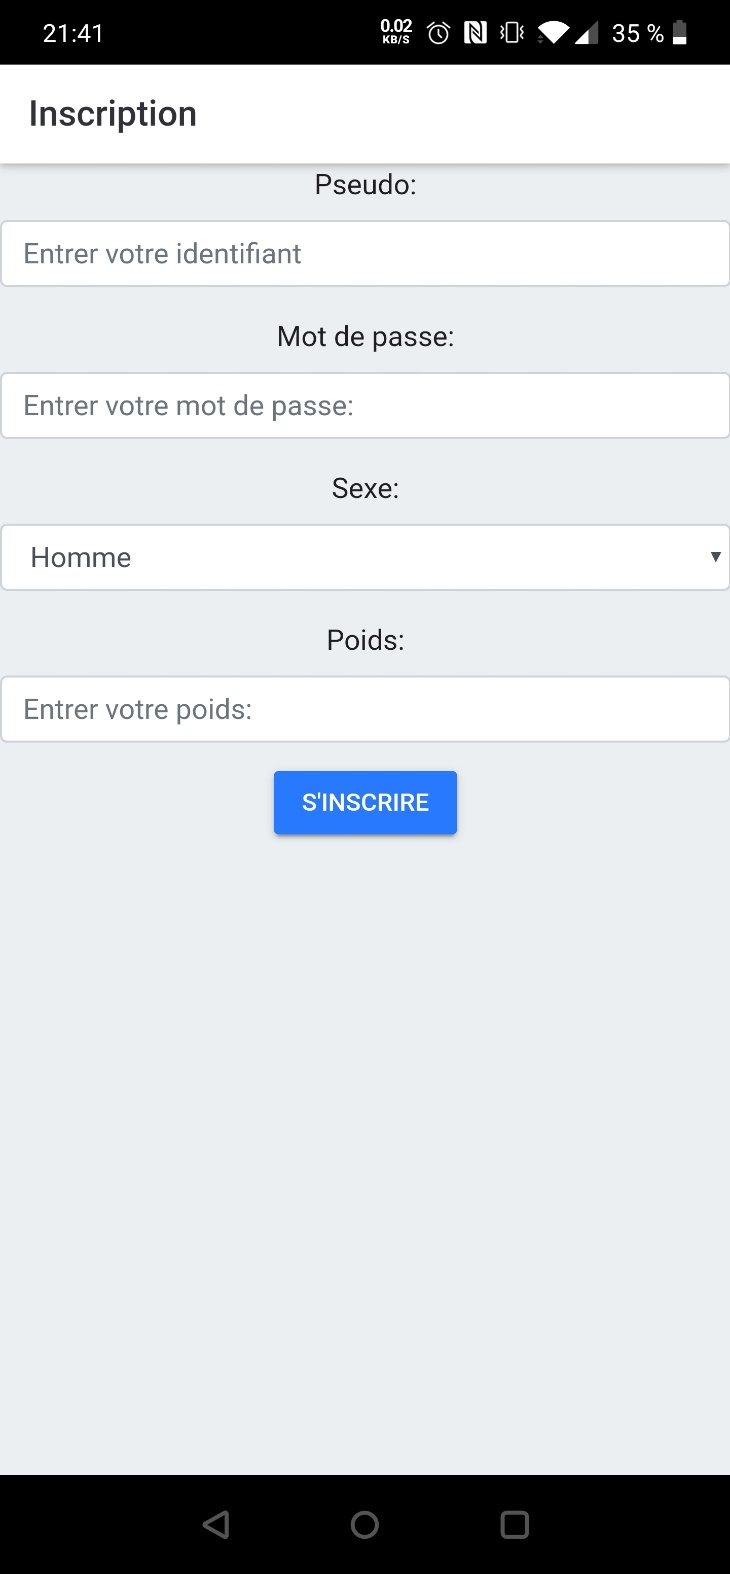 21:41 0.02 KB/S 35 %
Inscription
Pseudo:
Entrer votre identifiant
Mot de passe:
Entrer votre mot de passe:
Sexe:
Homme
Poids:
Entrer votre poids:
S'INSCRIRE